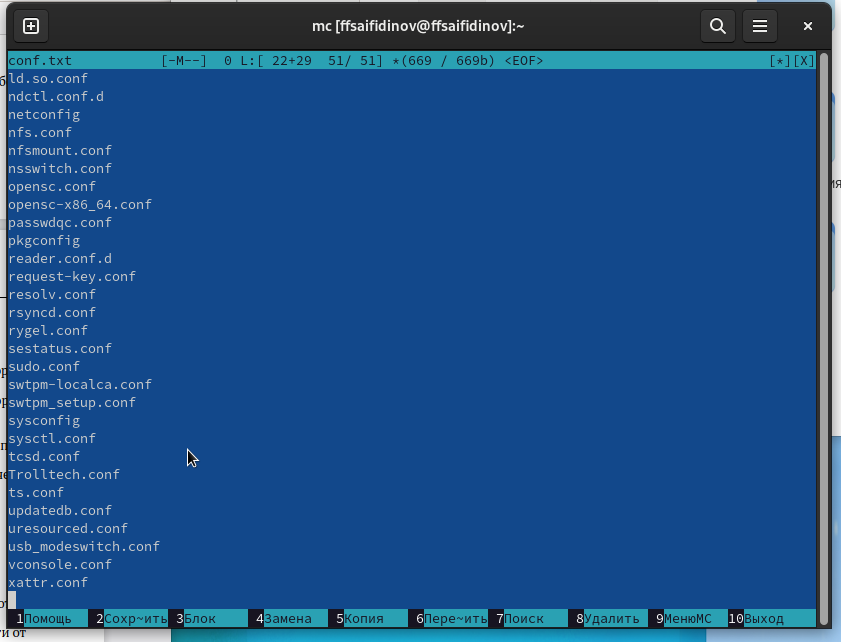 mc [ffsaifidinov@ffsaifidinov]:~
conf.txt [-M--] 0 L:[ 22+29 51/ 51] *(669 / 669b) <EOF> [*][X]
ld.so.conf
ndctl.conf.d
netconfig
nfs.conf
nfsmount.conf
nsswitch.conf
opensc.conf
opensc-x86_64.conf
passwdqc.conf
pkgconfig
reader.conf.d
request-key.conf
resolv.conf
rsyncd.conf
rygel.conf
sestatus.conf
sudo.conf
swtpm-localca.conf
swtpm_setup.conf
sysconfig
sysctl.conf
tcsd.conf
Trolltech.conf
ts.conf
updatedb.conf
uresourced.conf
usb_modeswitch.conf
vconsole.conf
xattr.conf
1Помощь 2Сохр~ить 3Блок 4Замена 5Копия 6Пере~ить 7Поиск 8Удалить 9МенюMC 10Выход